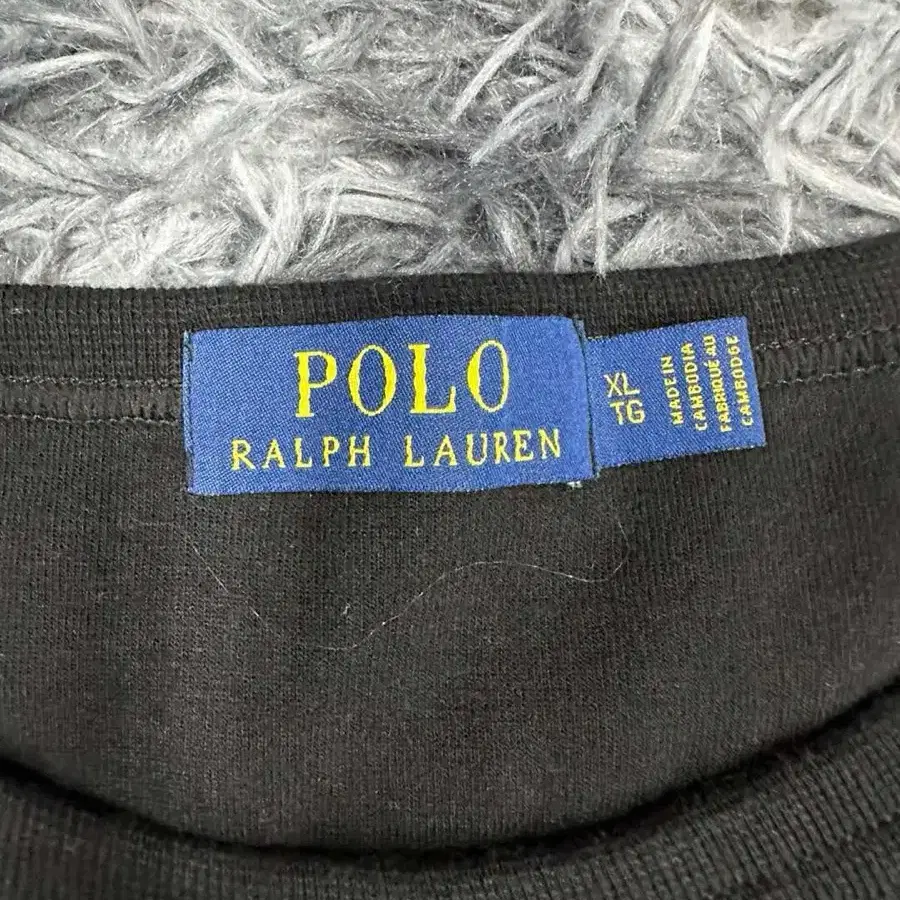 POLO
RALPH LAUREN
XL
TG
MADE IN
CAMBODIA
FABRIQUÉ AU
CAMBODGE